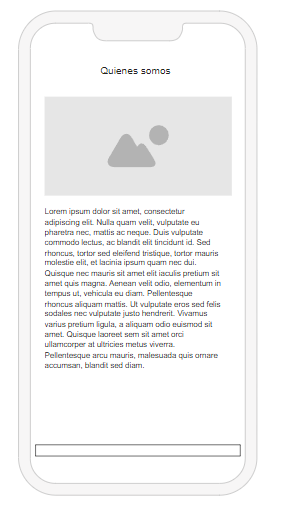 Quienes somos
Lorem ipsum dolor sit amet, consectetur
adipiscing elit. Nulla quam velit, vulputate eu
pharetra nec, mattis ac neque. Duis vulputate
commodo lectus, ac blandit elit tincidunt id. Sed
rhoncus, tortor sed eleifend tristique, tortor mauris
molestie elit, et lacinia ipsum quam nec dui.
Quisque nec mauris sit amet elit iaculis pretium sit
amet quis magna. Aenean velit odio, elementum in
tempus ut, vehicula eu diam. Pellentesque
rhoncus aliquam mattis. Ut vulputate eros sed felis
sodales nec vulputate justo hendrerit. Vivamus
varius pretium ligula, a aliquam odio euismod sit
amet. Quisque laoreet sem sit amet orci
ullamcorper at ultricies metus viverra.
Pellentesque arcu mauris, malesuada quis ornare
accumsan, blandit sed diam.